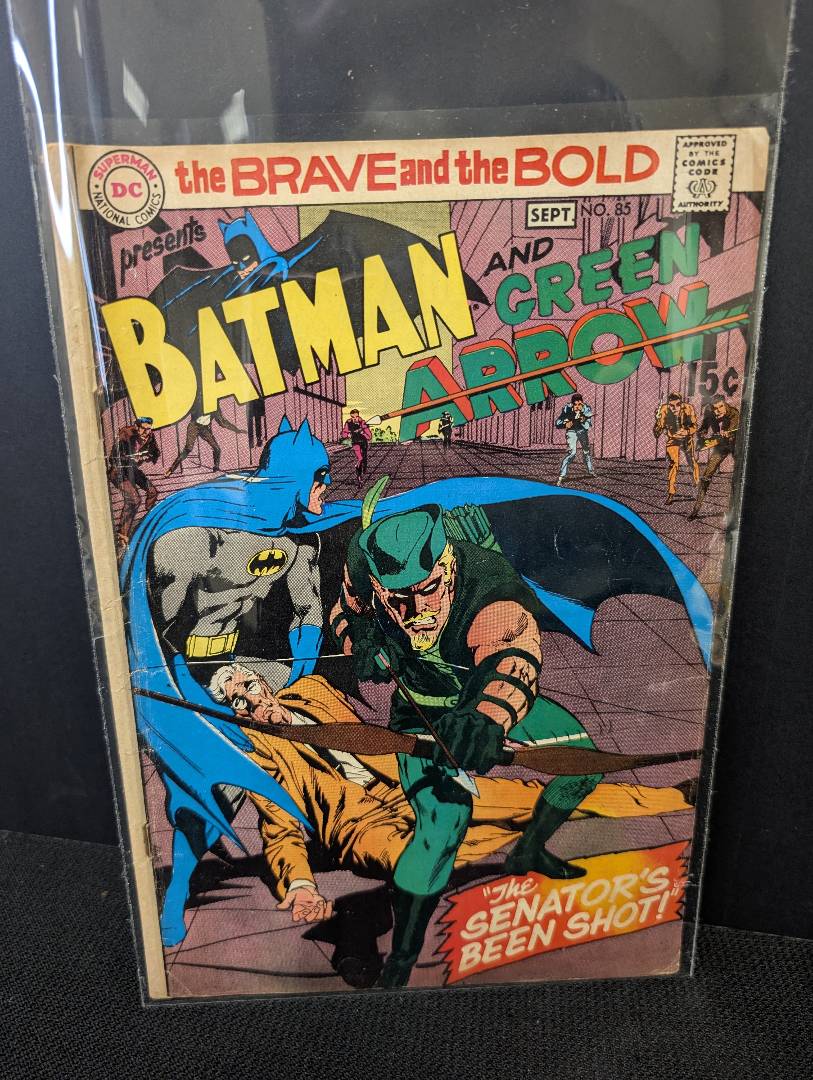 SUPERMAN
DC
NATIONAL COMICS
the BRAVE and the BOLD
APPROVED
BY THE
COMICS
CODE
CA
AUTHORITY
SEPT. NO. 85
presents
BATMAN
AND
GREEN
ARROW
15¢
"The
SENATOR'S
BEEN SHOT!"